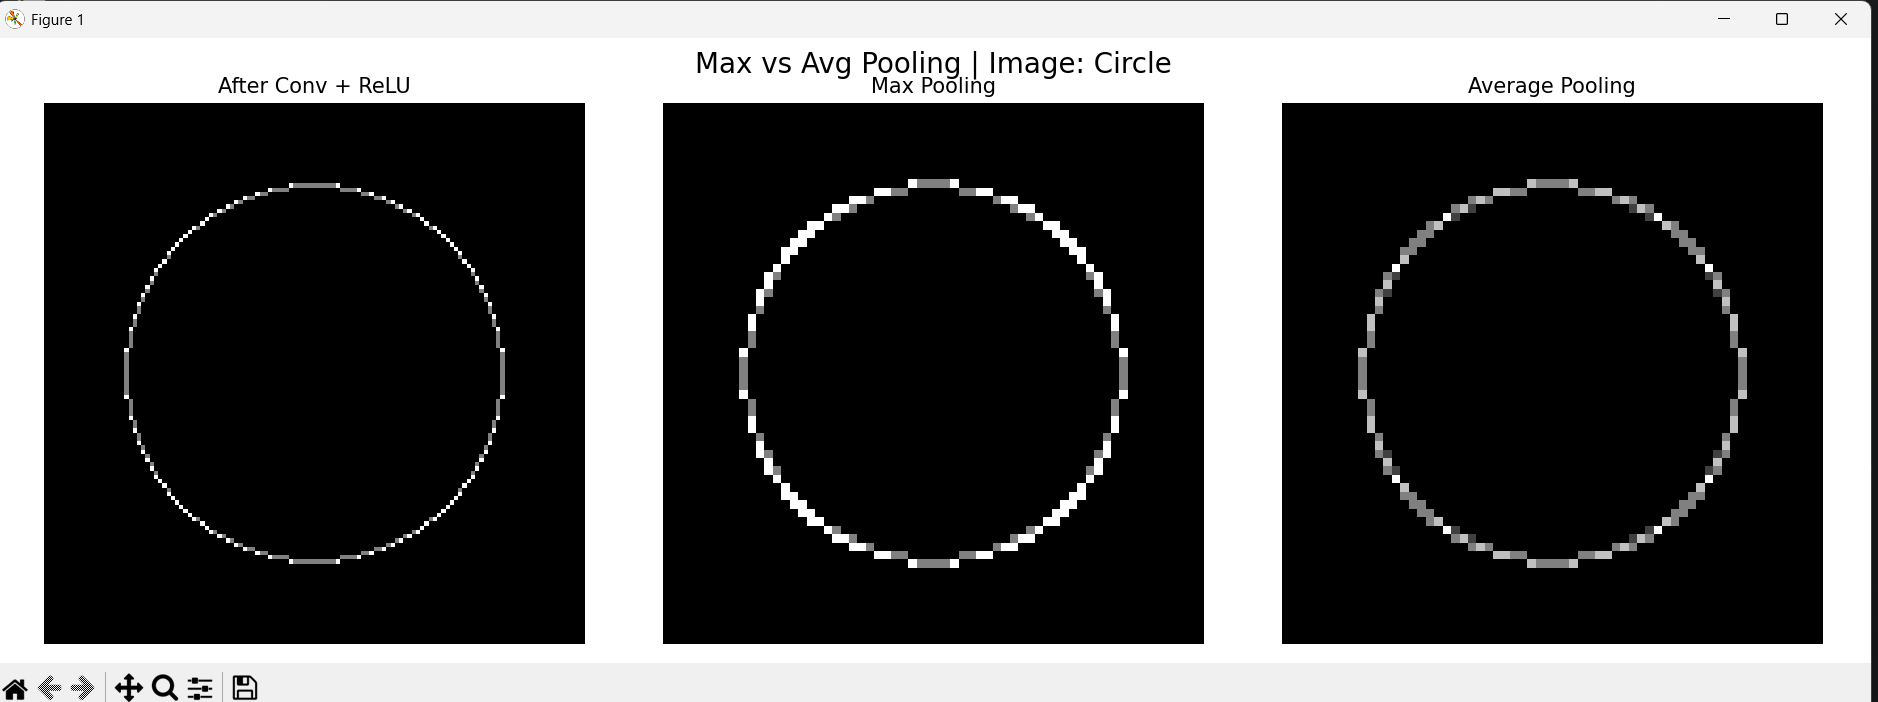 Figure 1
Max vs Avg Pooling | Image: Circle
After Conv + ReLU
Max Pooling
Average Pooling